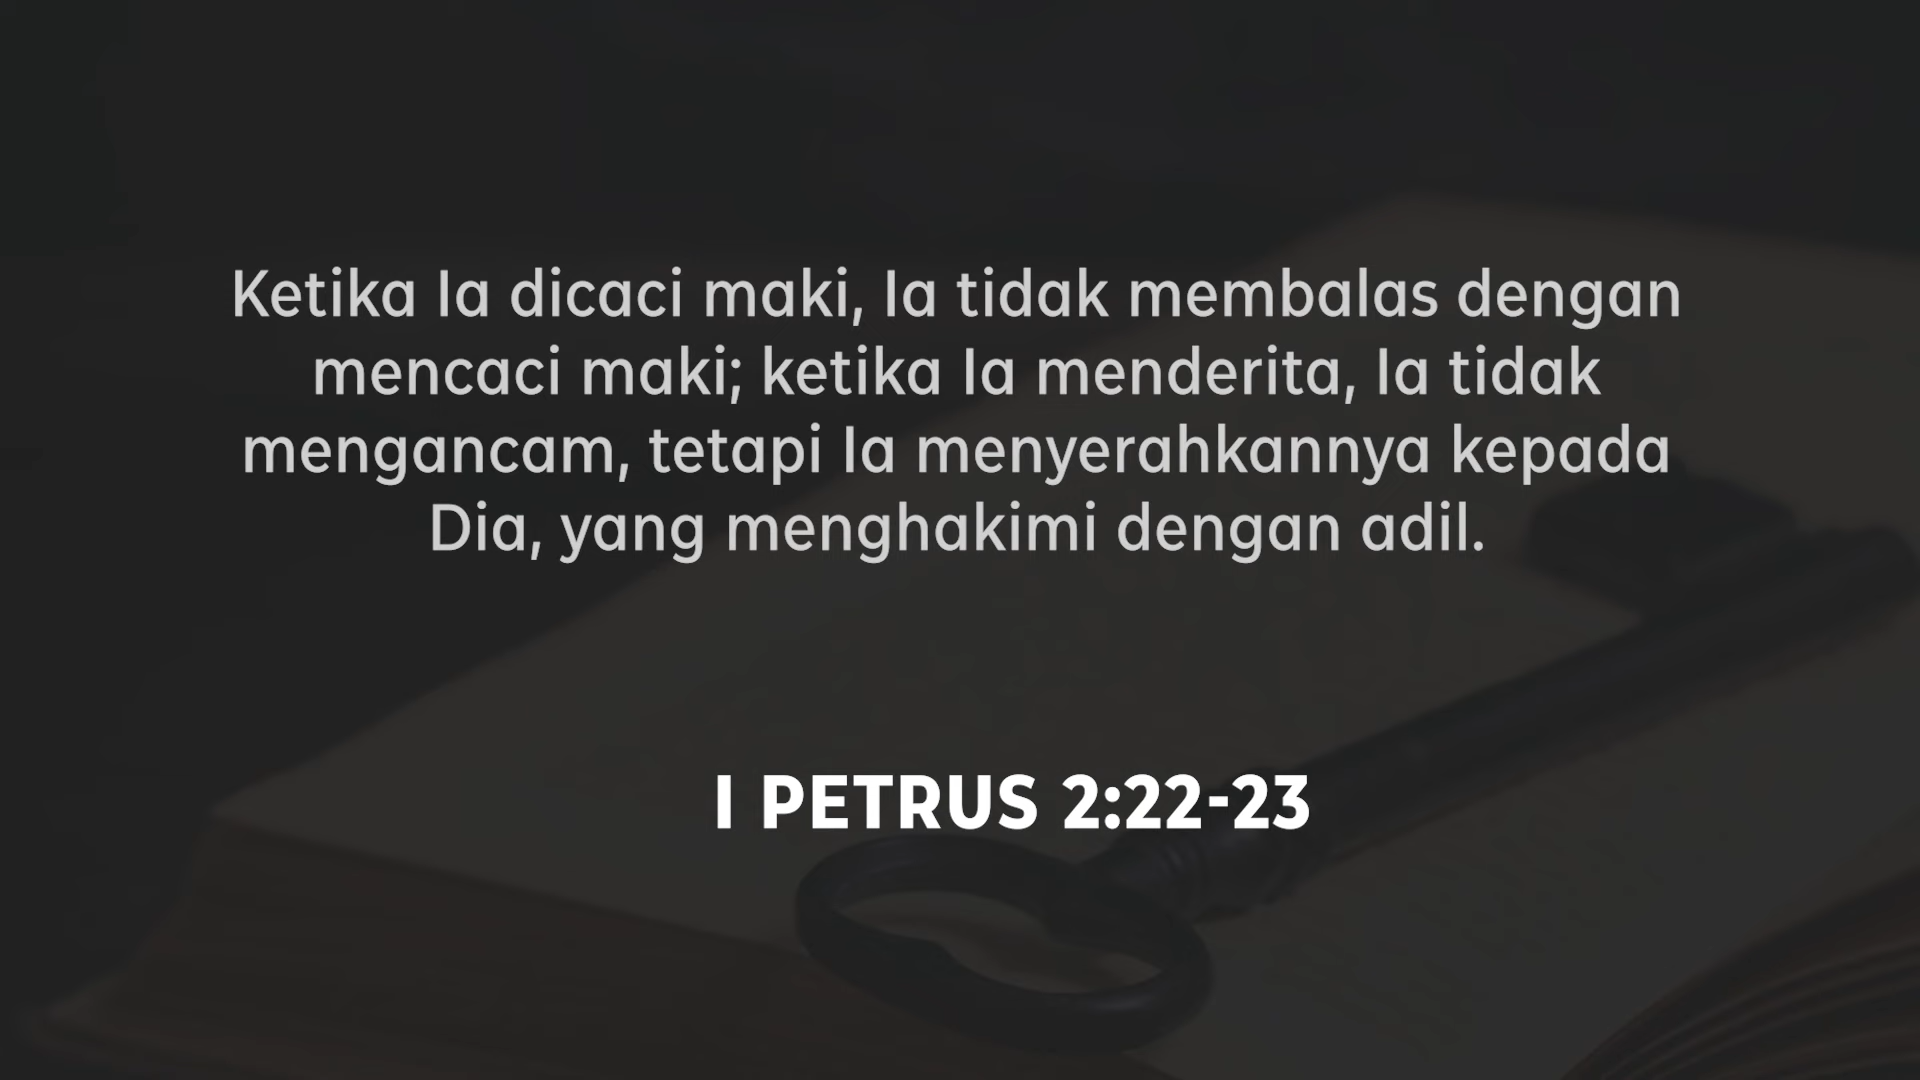 Ketika Ia dicaci maki, Ia tidak membalas dengan
mencaci maki; ketika Ia menderita, Ia tidak
mengancam, tetapi Ia menyerahkannya kepada
Dia, yang menghakimi dengan adil.
I PETRUS 2:22-23